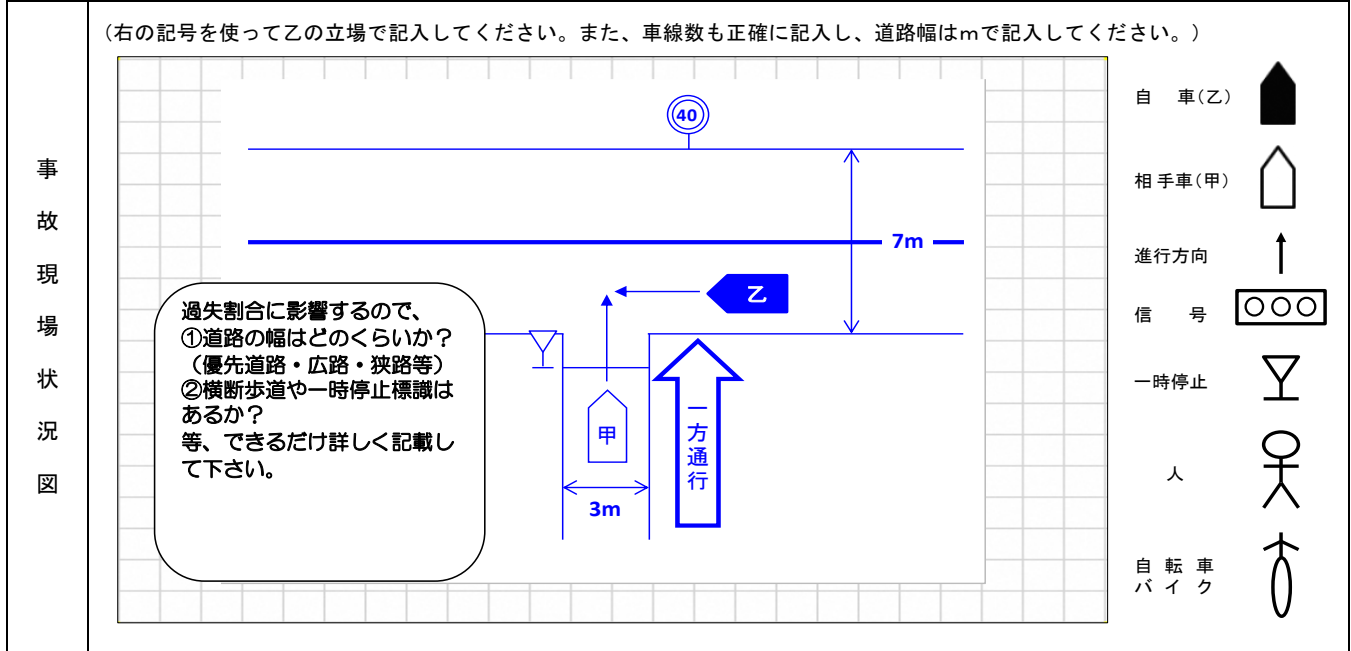 事故現場状況図
（右の記号を使って乙の立場で記入してください。また、車線数も正確に記入し、道路幅はｍで記入してください。）
40
7m
乙
過失割合に影響するので、
①道路の幅はどのくらいか？
（優先道路・広路・狭路等）
②横断歩道や一時停止標識は
あるか？
等、できるだけ詳しく記載し
て下さい。
甲
一方通行
3m
自　車（乙）
相手車（甲）
進行方向
信　号
一時停止
人
自転車
バイク